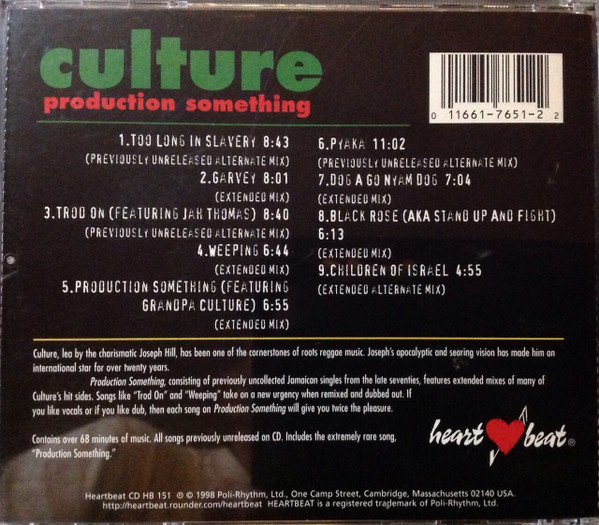 culture
production something
1.TOO LONG IN SLAVERY 8:43
(PREVIOUSLY UNRELEASED ALTERNATE MIX)
2.GARVEY 8:01
(EXTENDED MIX)
3.TROD ON (FEATURING JAH THOMAS) 8:40
(PREVIOUSLY UNRELEASED ALTERNATE MIX)
4.WEEPING 6:44
(EXTENDED MIX)
5.PRODUCTION SOMETHING (FEATURING
GRANDPA CULTURE) 6:55
(EXTENDED MIX)
6.PYAKA 11:02
(PREVIOUSLY UNRELEASED ALTERNATE MIX)
7.DOG A GO NYAM DOG 7:04
(EXTENDED MIX)
8.BLACK ROSE (AKA STAND UP AND FIGHT)
6:13
(EXTENDED MIX)
9.CHILDREN OF ISRAEL 4:55
(EXTENDED ALTERNATE MIX)
0 11661-7651-2 2
Culture, led by the charismatic Joseph Hill, has been one of the cornerstones of roots reggae music. Joseph's apocalyptic and searing vision has made him an
international star for over twenty years.
Production Something, consisting of previously uncollected Jamaican singles from the late seventies, features extended mixes of many of
Culture's hit sides. Songs like "Trod On" and "Weeping" take on a new urgency when remixed and dubbed out. If
you like vocals or if you like dub, then each song on Production Something will give you twice the pleasure.
Contains over 68 minutes of music. All songs previously unreleased on CD. Includes the extremely rare song,
"Production Something."
heart beat®
Heartbeat CD HB 151 ℗ © 1998 Poli-Rhythm, Ltd., One Camp Street, Cambridge, Massachusetts 02140 USA.
http://heartbeat.rounder.com/heartbeat HEARTBEAT is a registered trademark of Poli-Rhythm, Ltd.